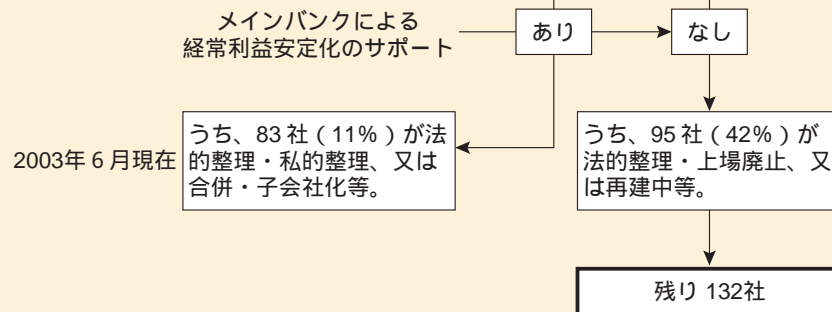 メインバンクによる
経常利益安定化のサポート
あり
なし
2003年6月現在
うち、83社（11％）が法
的整理・私的整理、又は
合併・子会社化等。
うち、95社（42％）が
法的整理・上場廃止、又
は再建中等。
残り 132社